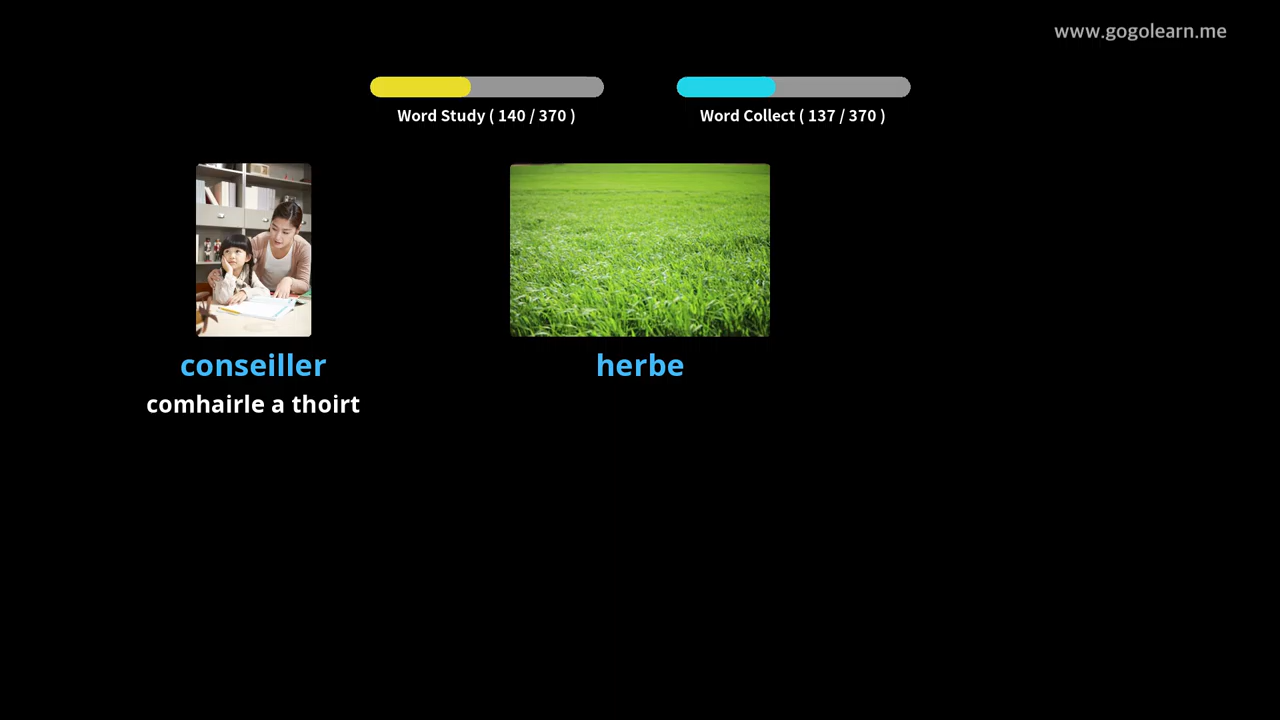 www.gogolearn.me
Word Study ( 140 / 370 )
Word Collect ( 137 / 370 )
conseiller
herbe
comhairle a thoirt